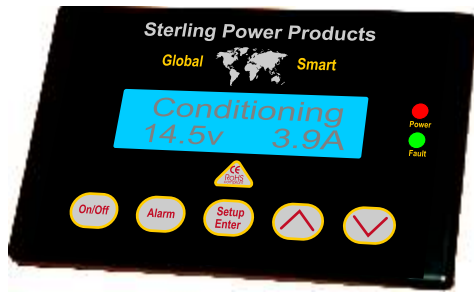 Sterling Power Products
Global Smart
Conditioning
14.5v 3.9A
Power
Fault
CE
RoHS
On/Off
Alarm
Setup
Enter